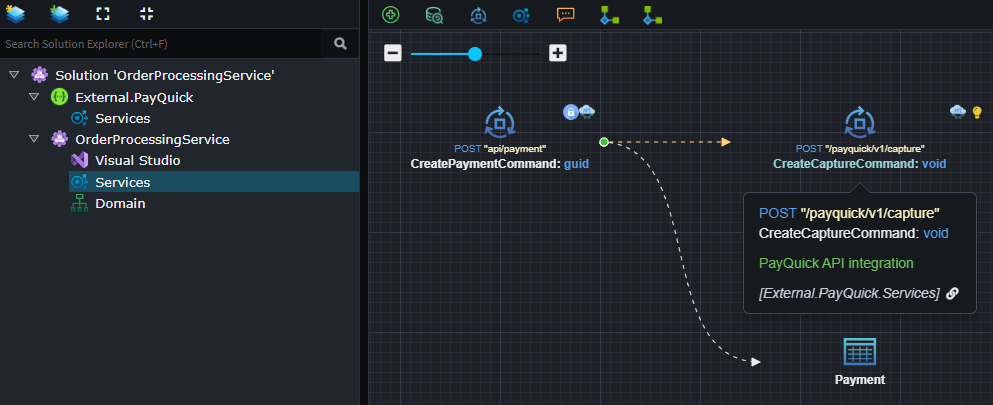 Search Solution Explorer (Ctrl+F)
Solution 'OrderProcessingService'
External.PayQuick
Services
OrderProcessingService
Visual Studio
Services
Domain
POST "api/payment"
CreatePaymentCommand: guid
POST "/payquick/v1/capture"
CreateCaptureCommand: void
POST "/payquick/v1/capture"
CreateCaptureCommand: void
PayQuick API integration
[External.PayQuick.Services]
Payment